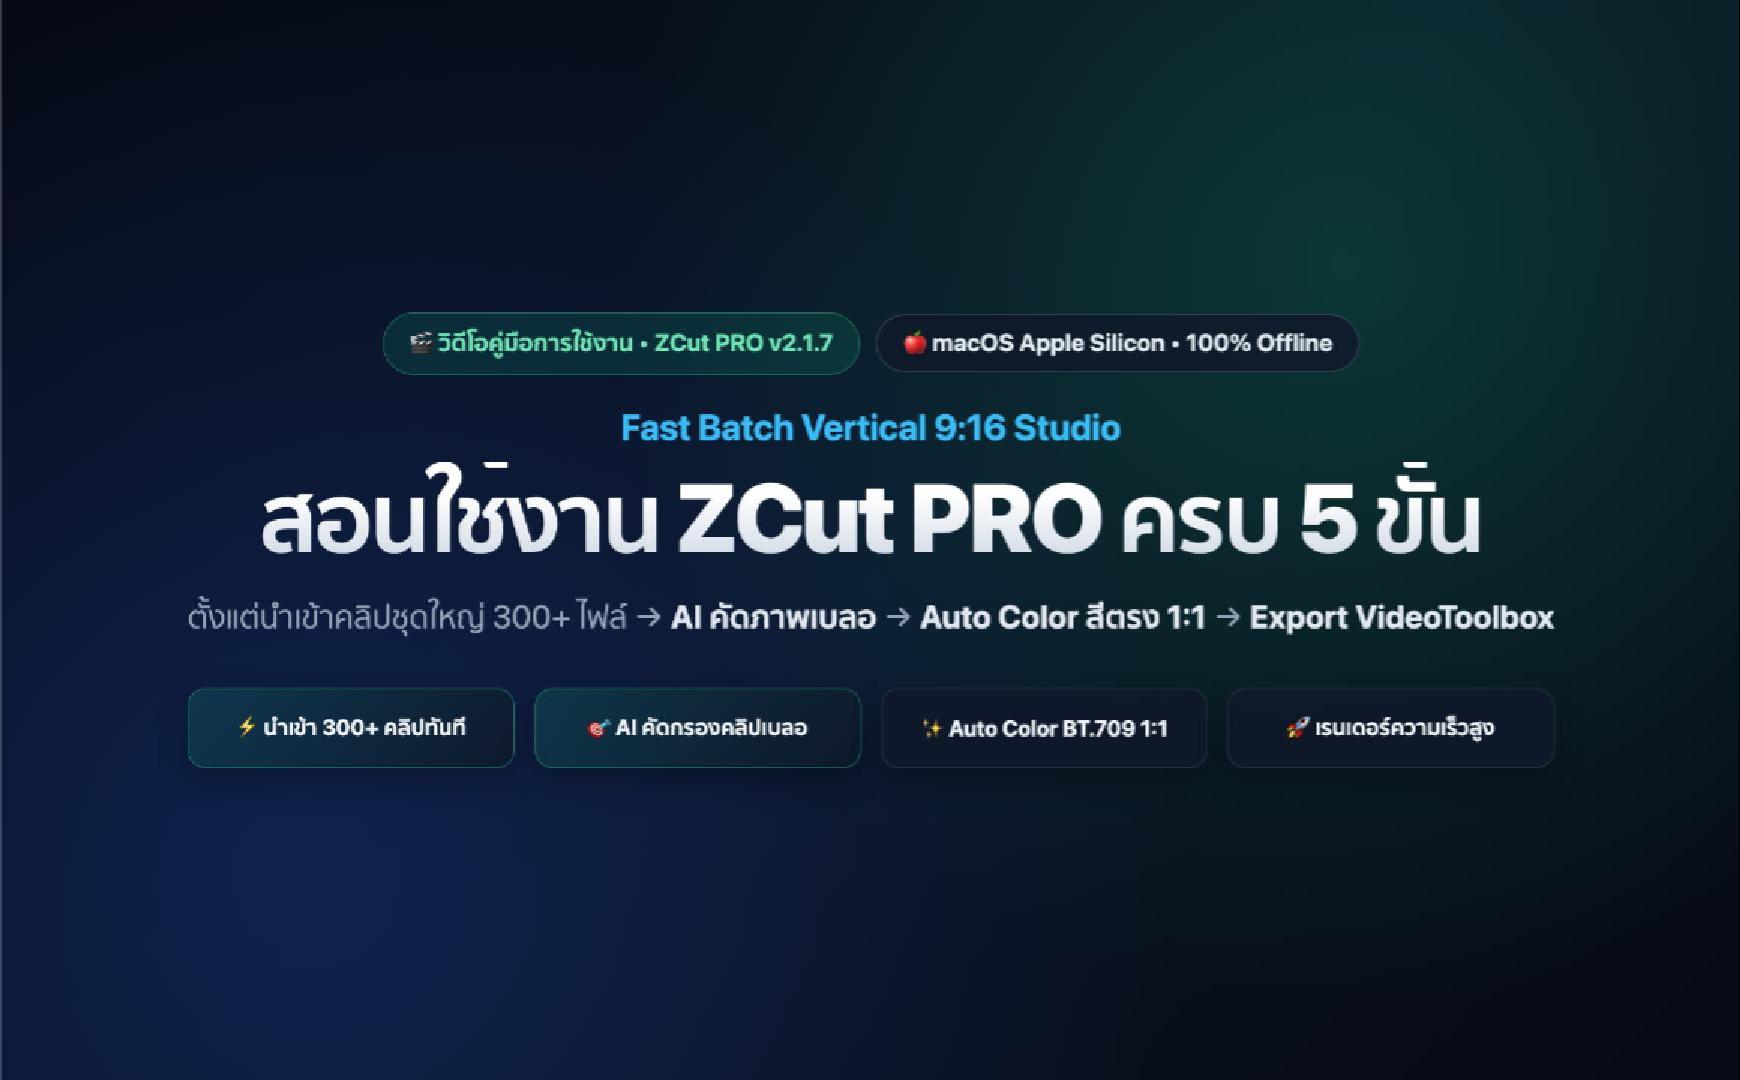 🎬 วิดีโอคู่มือการใช้งาน • ZCut PRO v2.1.7
🍎 macOS Apple Silicon • 100% Offline
Fast Batch Vertical 9:16 Studio
สอนใช้งาน ZCut PRO ครบ 5 ขั้น
ตั้งแต่นำเข้าคลิปชุดใหญ่ 300+ ไฟล์ → AI คัดภาพเบลอ → Auto Color สีตรง 1:1 → Export VideoToolbox
⚡ นำเข้า 300+ คลิปทันที
🎯 AI คัดกรองคลิปเบลอ
✨ Auto Color BT.709 1:1
🚀 เรนเดอร์ความเร็วสูง